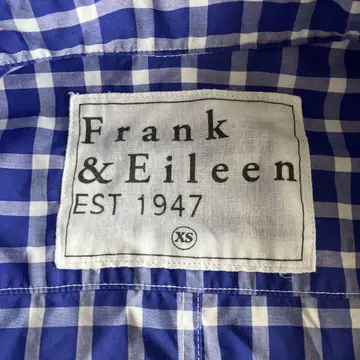 Frank
& Eileen
EST 1947
XS